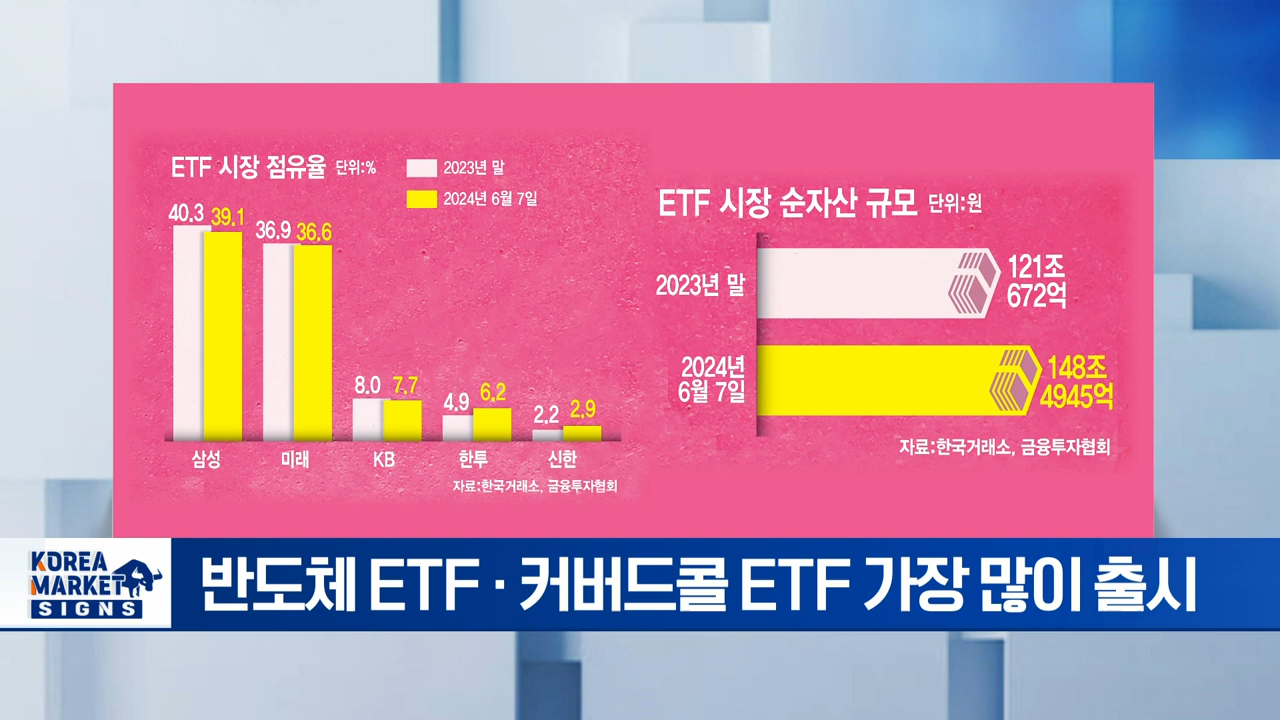 ETF 시장 점유율 단위:%
2023년 말
2024년 6월 7일
40.3 39.1
36.9 36.6
8.0 7.7
4.9 6.2
2.2 2.9
삼성 미래 KB 한투 신한
자료:한국거래소, 금융투자협회
ETF 시장 순자산 규모 단위:원
2023년 말
121조
672억
2024년
6월 7일
148조
4945억
자료:한국거래소, 금융투자협회
KOREA
MARKET
SIGNS
반도체 ETF · 커버드콜 ETF 가장 많이 출시